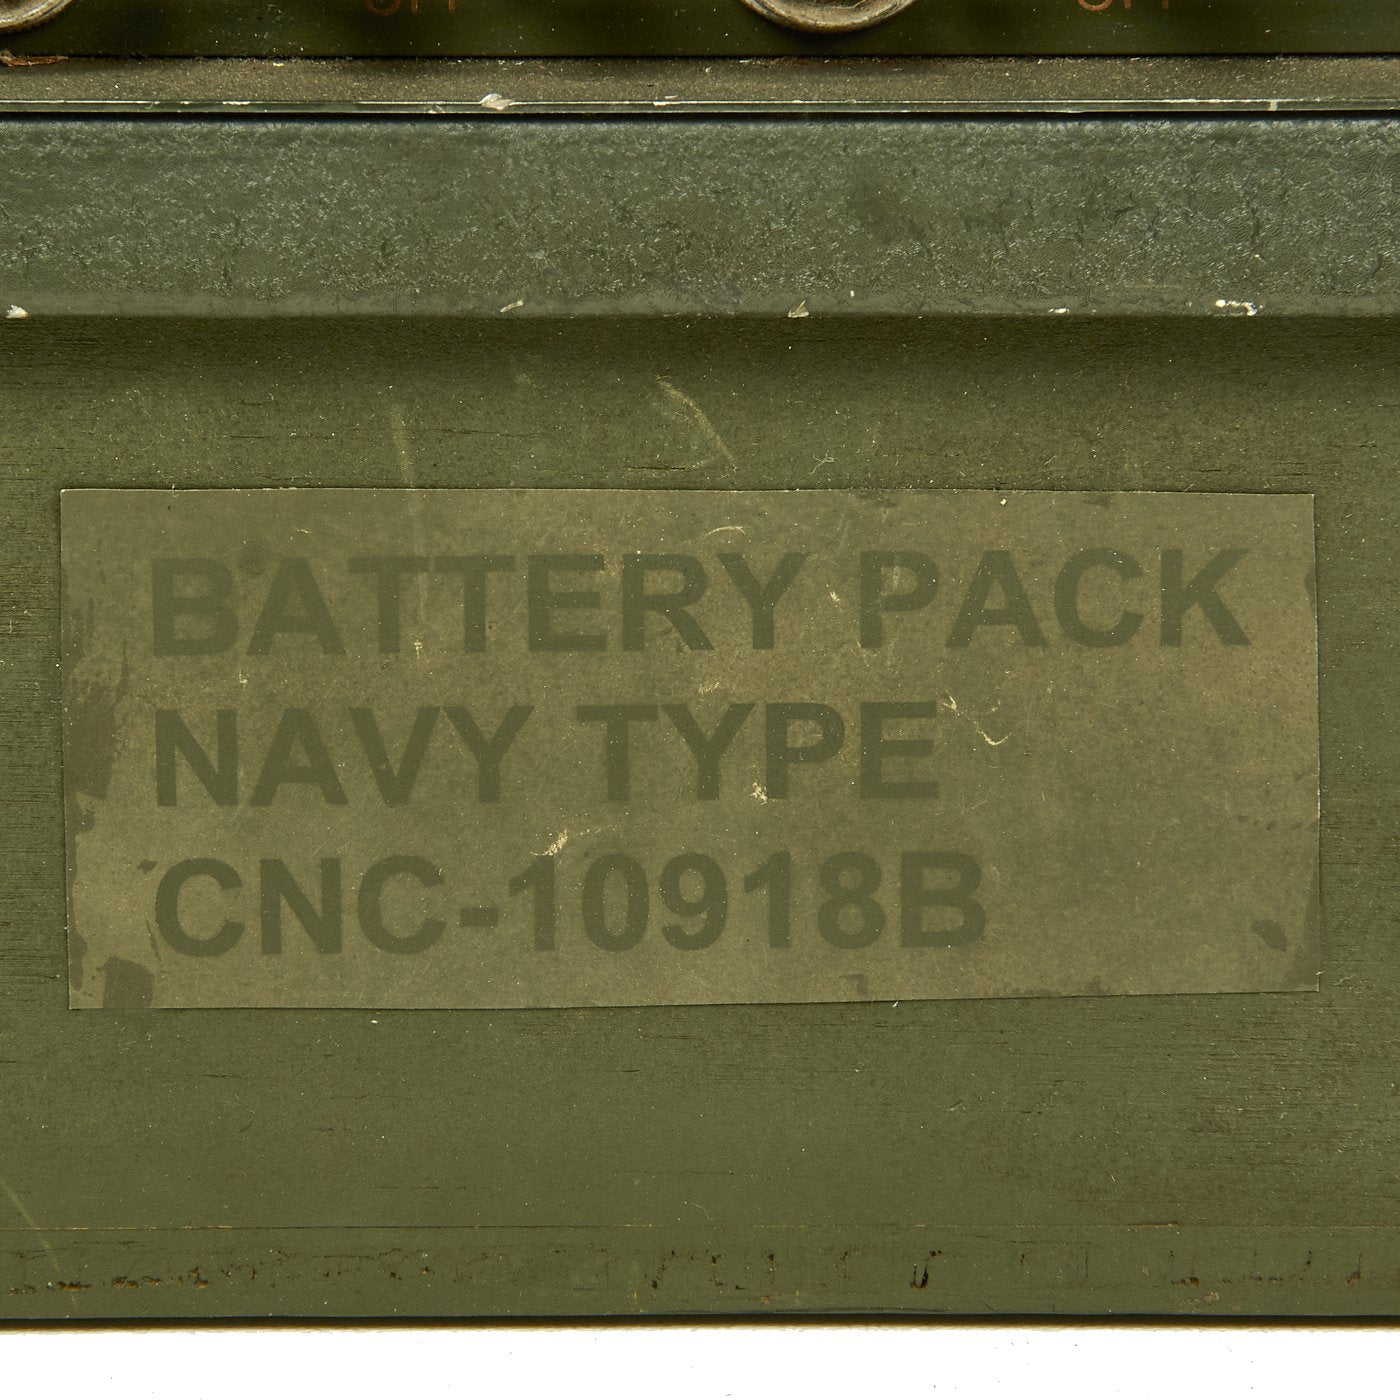 BATTERY PACK
NAVY TYPE
CNC-10918B